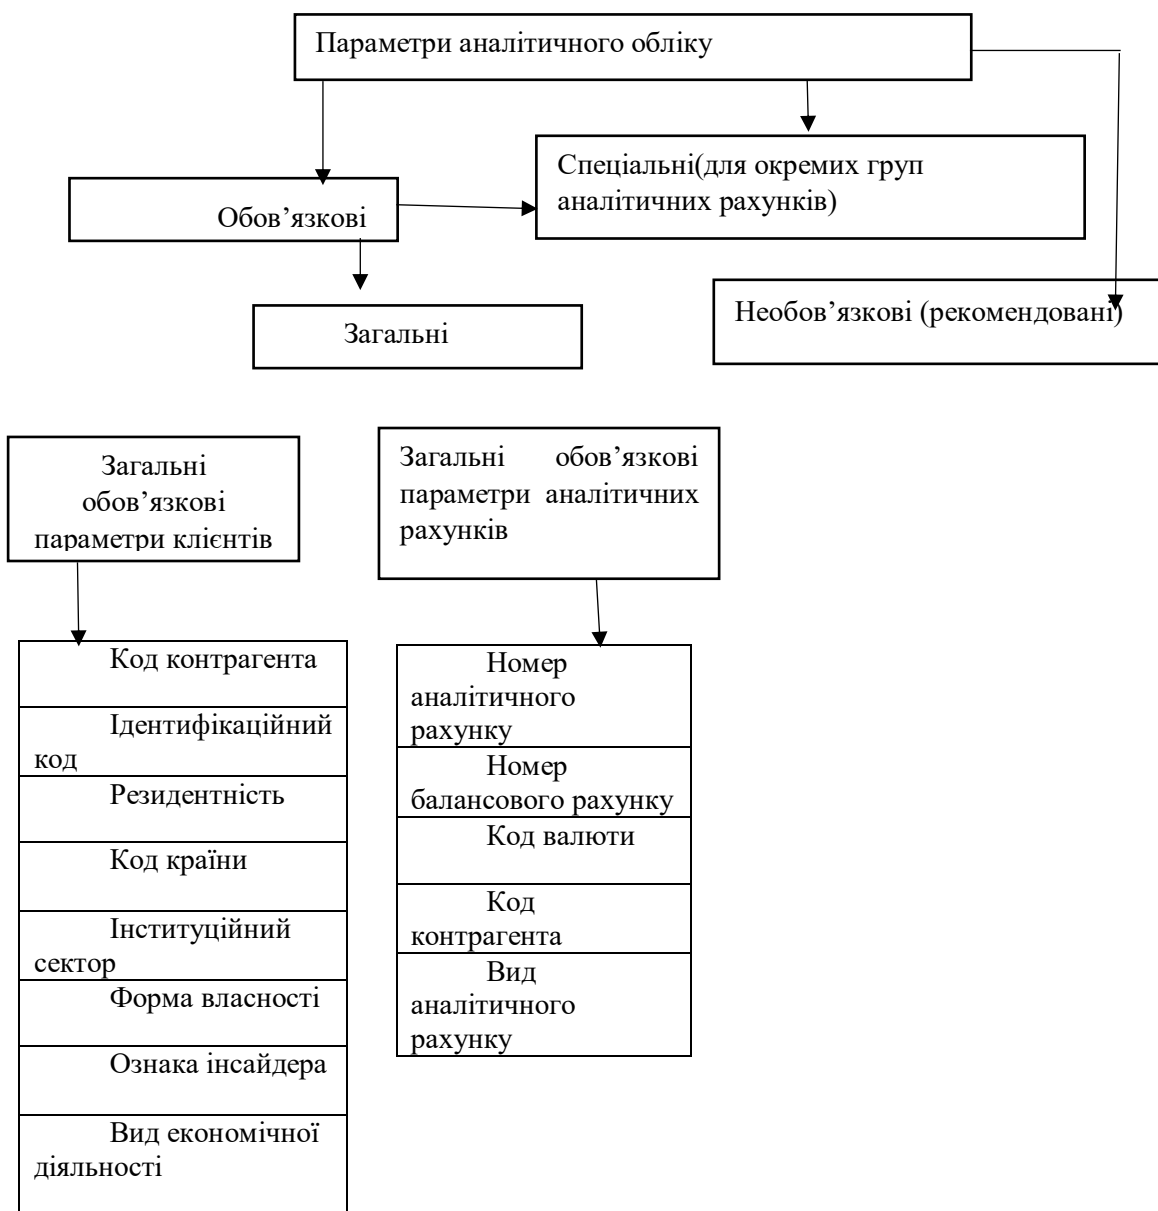 Параметри аналітичного обліку
Спеціальні(для окремих груп
аналітичних рахунків)
Обов’язкові
Необов’язкові (рекомендовані)
Загальні
Загальні
обов’язкові
параметри клієнтів
Загальні обов’язкові
параметри аналітичних
рахунків
Код контрагента
Ідентифікаційний
код
Резидентність
Код країни
Інституційний
сектор
Форма власності
Ознака інсайдера
Вид економічної
діяльності
Номер
аналітичного
рахунку
Номер
балансового рахунку
Код валюти
Код
контрагента
Вид
аналітичного
рахунку